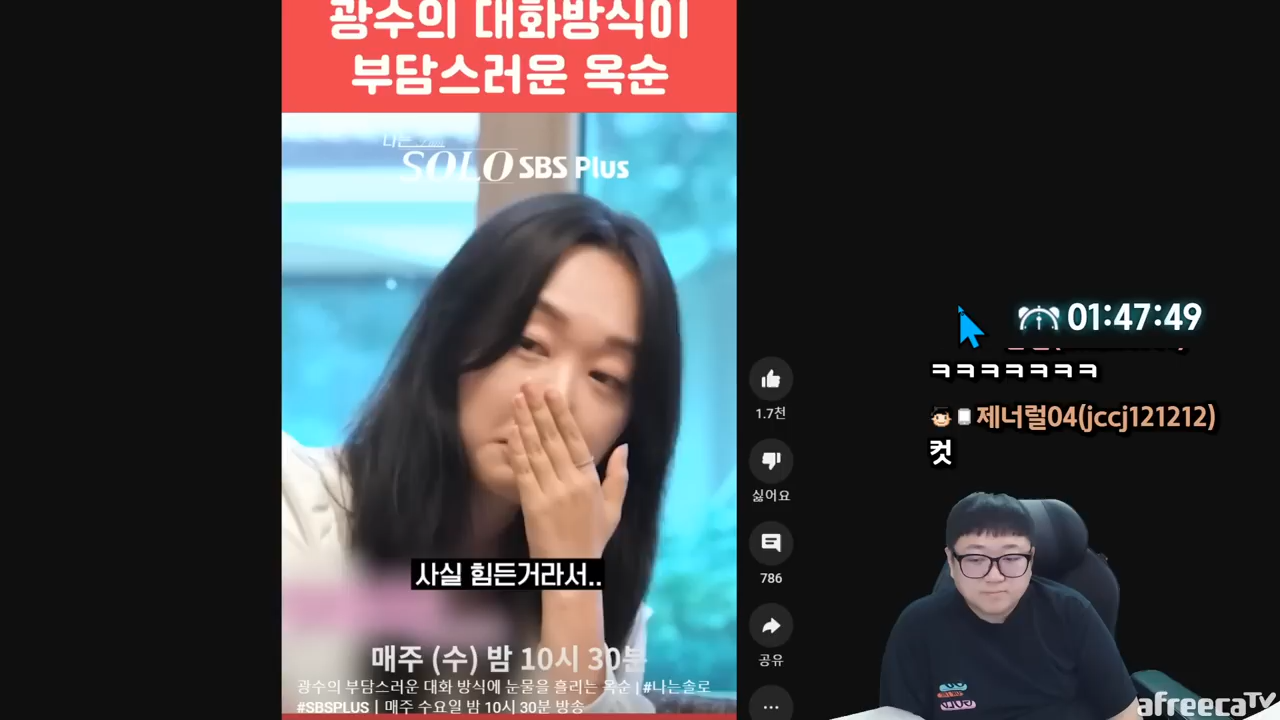 광수의 대화방식이
부담스러운 옥순
나는
SOLO SBS Plus
사실 힘든거라서..
매주 (수) 밤 10시 30분
광수의 부담스러운 대화 방식에 눈물을 흘리는 옥순 | #나는솔로
#SBSPLUS | 매주 수요일 밤 10시 30분 방송
1.7천
싫어요
786
공유
01:47:49
ㅋㅋㅋㅋㅋㅋㅋ
제너럴04(jccj121212)
컷
afreecaTV